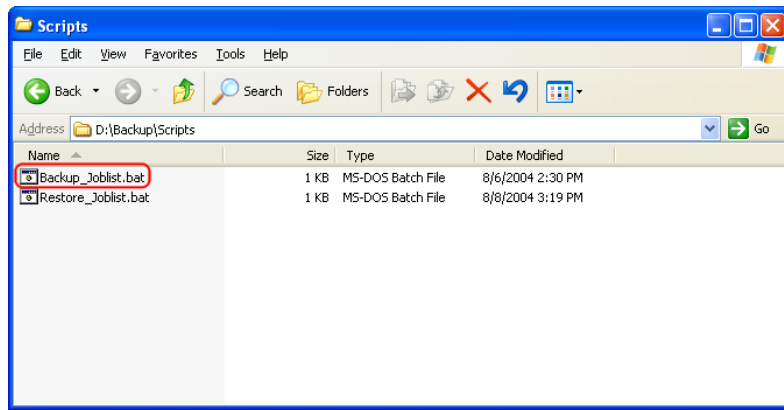 Scripts
File Edit View Favorites Tools Help
Back Search Folders
Address D:\Backup\Scripts Go
Name Size Type Date Modified
Backup_Joblist.bat 1 KB MS-DOS Batch File 8/6/2004 2:30 PM
Restore_Joblist.bat 1 KB MS-DOS Batch File 8/8/2004 3:19 PM